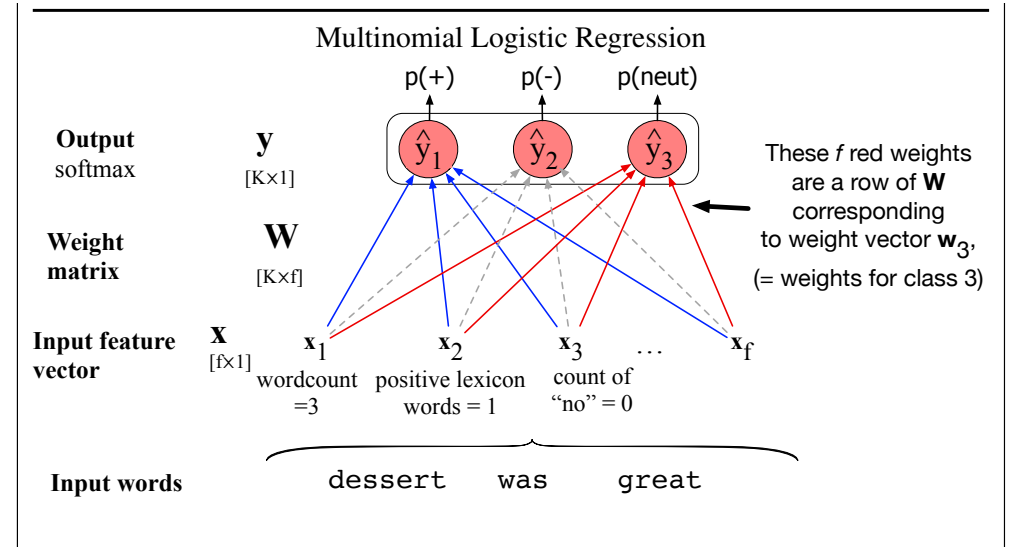 Multinomial Logistic Regression
p(+) p(-) p(neut)
Output y ŷ1 ŷ2 ŷ3
softmax [K×1]
These f red weights
are a row of W
corresponding
to weight vector w3,
(= weights for class 3)
Weight W
matrix [K×f]
Input feature x x1 x2 x3 … xf
vector [f×1]
wordcount positive lexicon count of
=3 words = 1 “no” = 0
Input words dessert was great